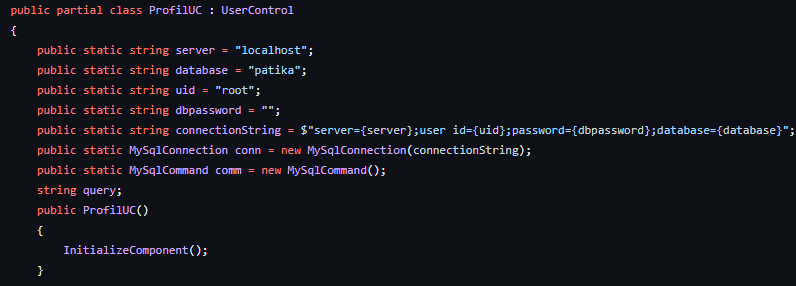 public partial class ProfilUC : UserControl
{
    public static string server = "localhost";
    public static string database = "patika";
    public static string uid = "root";
    public static string dbpassword = "";
    public static string connectionString = $"server={server};user id={uid};password={dbpassword};database={database}";
    public static MySqlConnection conn = new MySqlConnection(connectionString);
    public static MySqlCommand comm = new MySqlCommand();
    string query;
    public ProfilUC()
    {
        InitializeComponent();
    }